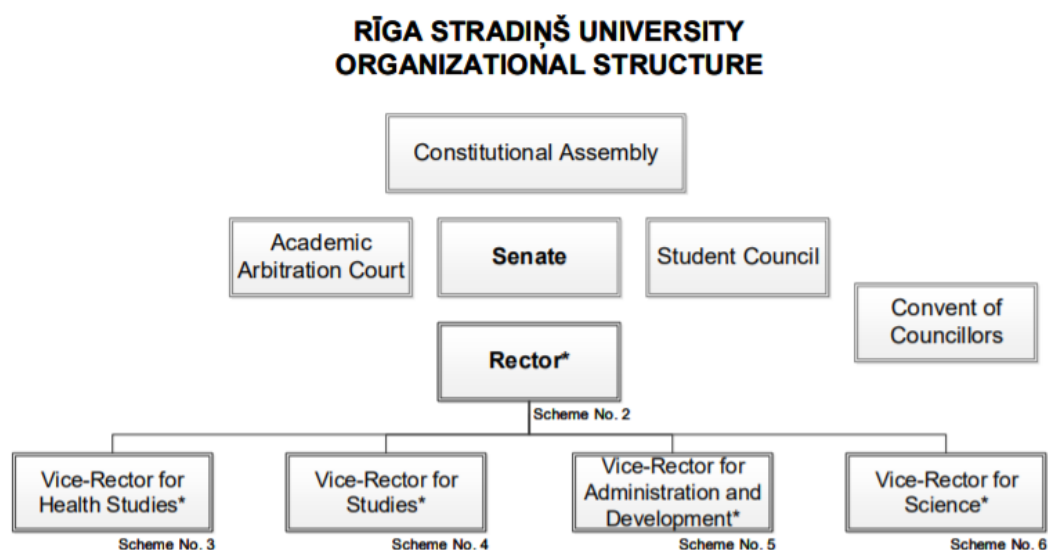 RĪGA STRADIŅŠ UNIVERSITY
ORGANIZATIONAL STRUCTURE
Constitutional Assembly
Academic
Arbitration Court
Senate
Student Council
Convent of
Councillors
Rector*
Scheme No. 2
Vice-Rector for
Health Studies*
Scheme No. 3
Vice-Rector for
Studies*
Scheme No. 4
Vice-Rector for
Administration and
Development*
Scheme No. 5
Vice-Rector for
Science*
Scheme No. 6